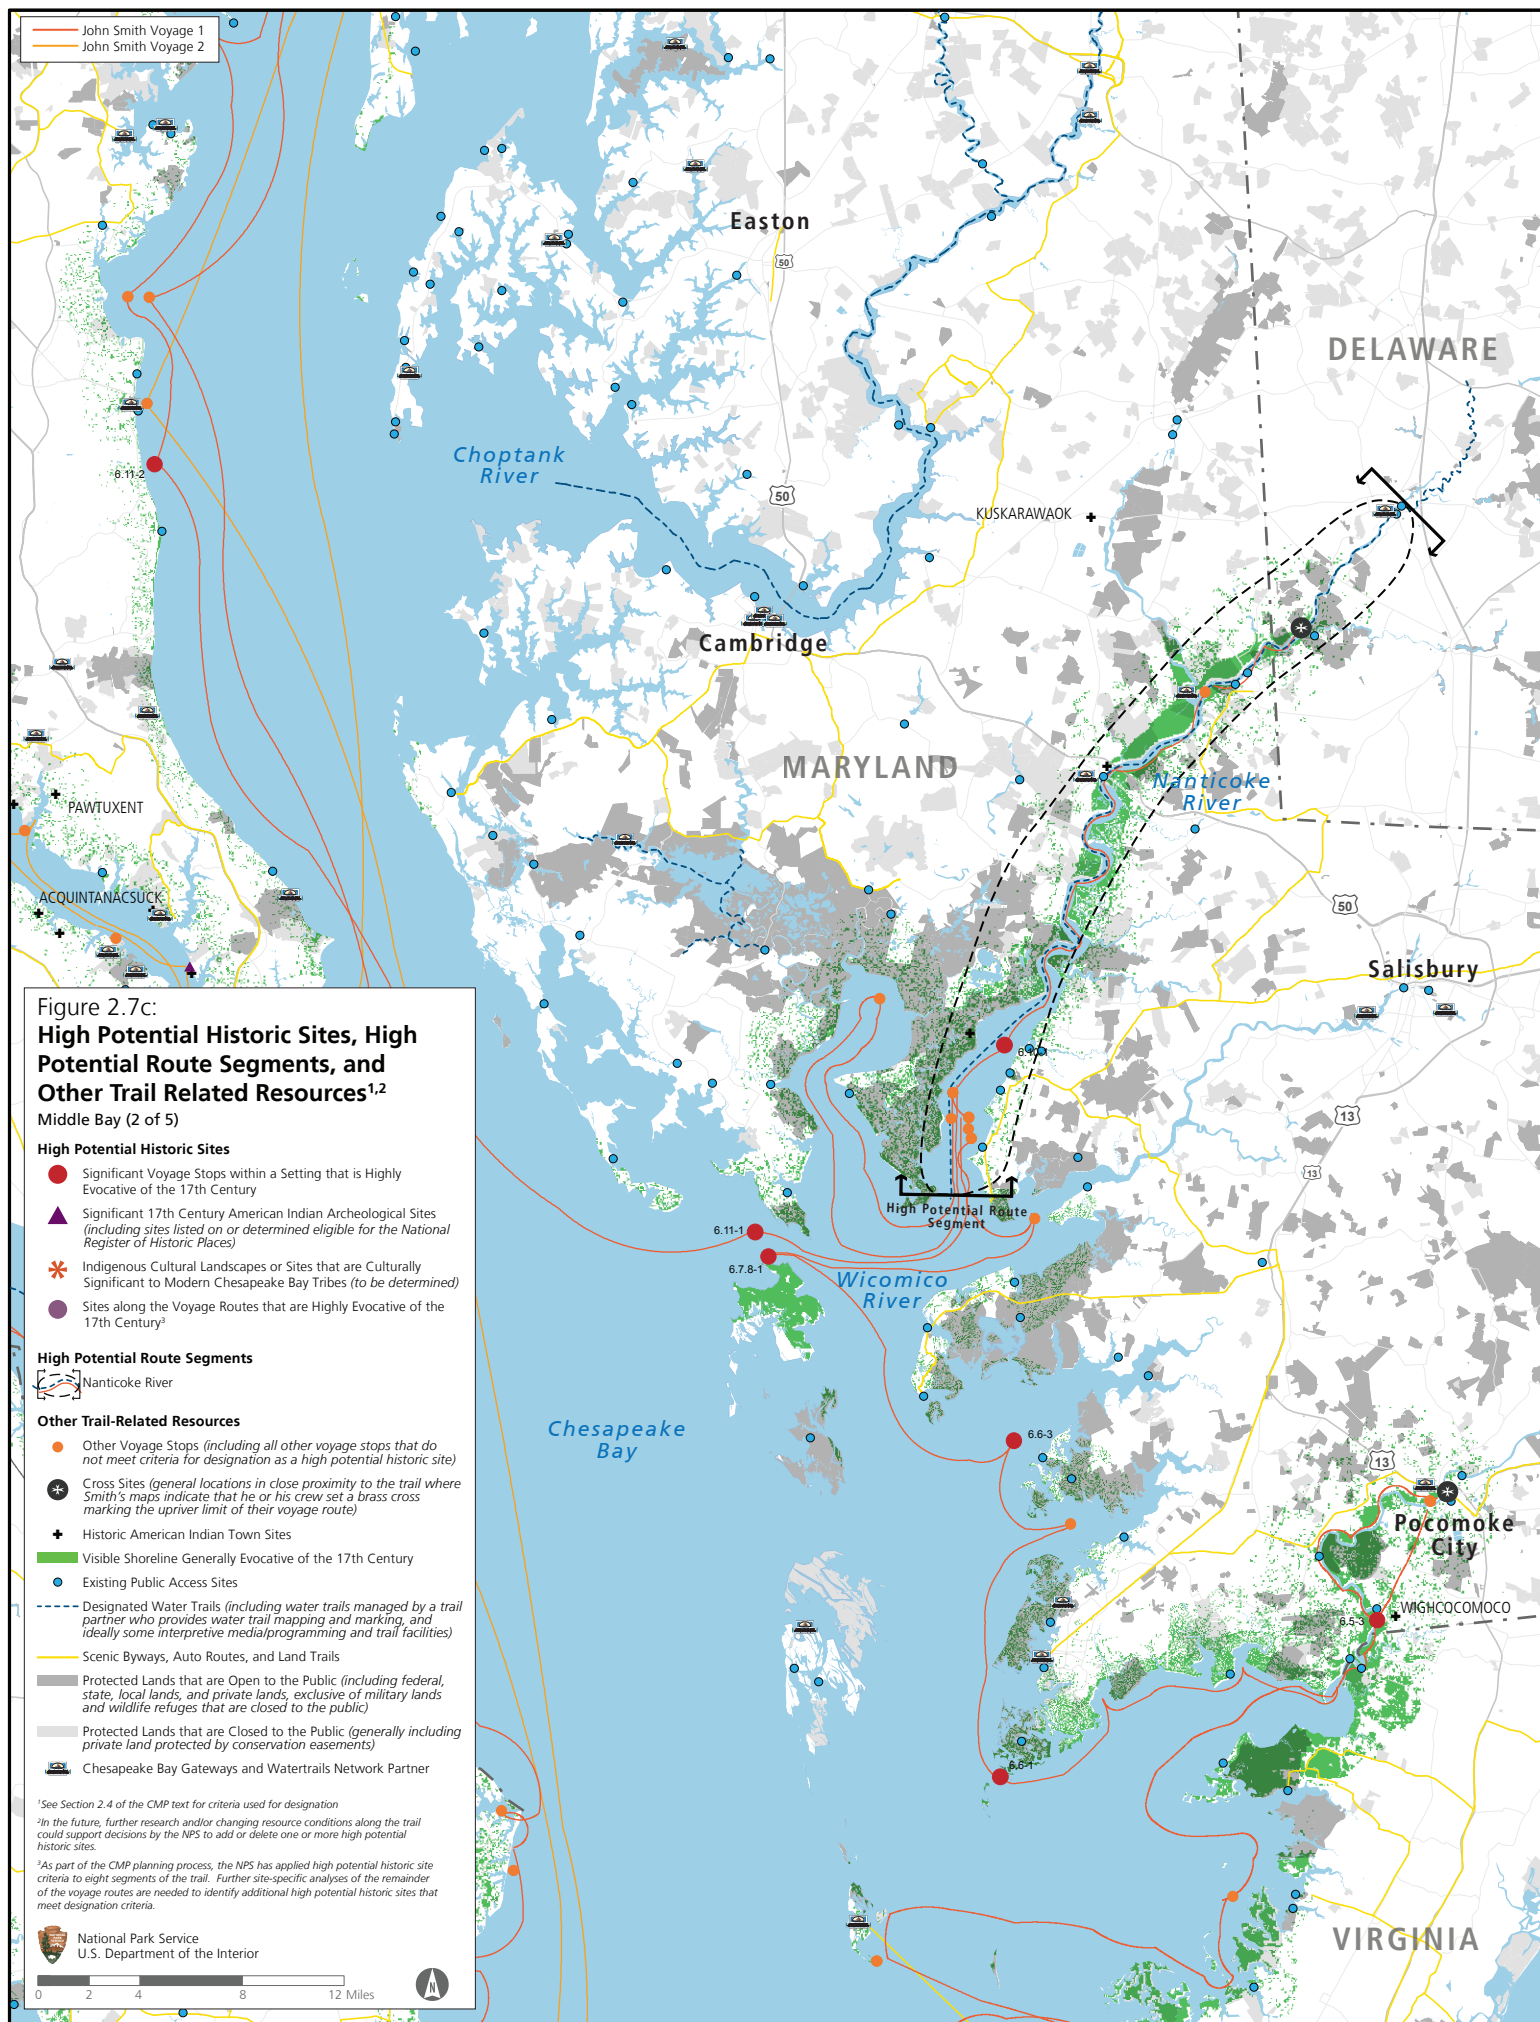 John Smith Voyage 1
John Smith Voyage 2
Easton
50
DELAWARE
Choptank
River
6.11-2
50
KUSKARAWAOK
Cambridge
MARYLAND
Nanticoke
River
PAWTUXENT
ACQUINTANACSUCK
50
Salisbury
13
13
High Potential Route
Segment
6.11-1
6.7.8-1
Wicomico
River
Chesapeake
Bay
6.6-3
13
Pocomoke
City
WIGHCOCOMOCO
6.5-3
6.6-1
VIRGINIA
Figure 2.7c:
High Potential Historic Sites, High
Potential Route Segments, and
Other Trail Related Resources1,2
Middle Bay (2 of 5)
High Potential Historic Sites
Significant Voyage Stops within a Setting that is Highly
Evocative of the 17th Century
Significant 17th Century American Indian Archeological Sites
(including sites listed on or determined eligible for the National
Register of Historic Places)
Indigenous Cultural Landscapes or Sites that are Culturally
Significant to Modern Chesapeake Bay Tribes (to be determined)
Sites along the Voyage Routes that are Highly Evocative of the
17th Century3
High Potential Route Segments
Nanticoke River
Other Trail-Related Resources
Other Voyage Stops (including all other voyage stops that do
not meet criteria for designation as a high potential historic site)
Cross Sites (general locations in close proximity to the trail where
Smith's maps indicate that he or his crew set a brass cross
marking the upriver limit of their voyage route)
Historic American Indian Town Sites
Visible Shoreline Generally Evocative of the 17th Century
Existing Public Access Sites
Designated Water Trails (including water trails managed by a trail
partner who provides water trail mapping and marking, and
ideally some interpretive media/programming and trail facilities)
Scenic Byways, Auto Routes, and Land Trails
Protected Lands that are Open to the Public (including federal,
state, local lands, and private lands, exclusive of military lands
and wildlife refuges that are closed to the public)
Protected Lands that are Closed to the Public (generally including
private land protected by conservation easements)
Chesapeake Bay Gateways and Watertrails Network Partner
1See Section 2.4 of the CMP text for criteria used for designation
2In the future, further research and/or changing resource conditions along the trail
could support decisions by the NPS to add or delete one or more high potential
historic sites.
3As part of the CMP planning process, the NPS has applied high potential historic site
criteria to eight segments of the trail. Further site-specific analyses of the remainder
of the voyage routes are needed to identify additional high potential historic sites that
meet designation criteria.
National Park Service
U.S. Department of the Interior
0 2 4 8 12 Miles
N